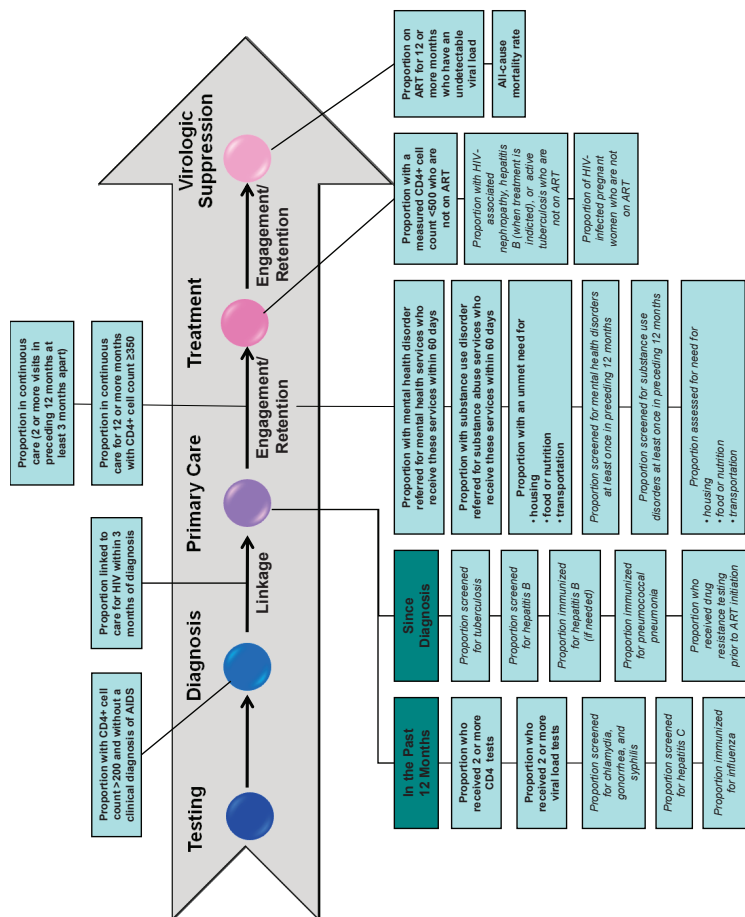 Testing
Diagnosis
Primary Care
Treatment
Virologic
Suppression
Linkage
Engagement/
Retention
Engagement/
Retention
Proportion with CD4+ cell
count >200 and without a
clinical diagnosis of AIDS
Proportion linked to
care for HIV within 3
months of diagnosis
Proportion in continuous
care (2 or more visits in
preceding 12 months at
least 3 months apart)
Proportion in continuous
care for 12 or more months
with CD4+ cell count ≥350
In the Past
12 Months
Proportion who
received 2 or more
CD4 tests
Proportion who
received 2 or more
viral load tests
Proportion screened
for chlamydia,
gonorrhea, and
syphilis
Proportion screened
for hepatitis C
Proportion immunized
for influenza
Since
Diagnosis
Proportion screened
for tuberculosis
Proportion screened
for hepatitis B
Proportion immunized
for hepatitis B
(if needed)
Proportion immunized
for pneumococcal
pneumonia
Proportion who
received drug
resistance testing
prior to ART initiation
Proportion with mental health disorder
referred for mental health services who
receive these services within 60 days
Proportion with substance use disorder
referred for substance abuse services who
receive these services within 60 days
Proportion with an unmet need for
• housing
• food or nutrition
• transportation
Proportion screened for mental health disorders
at least once in preceding 12 months
Proportion screened for substance use
disorders at least once in preceding 12 months
Proportion assessed for need for
• housing
• food or nutrition
• transportation
Proportion with a
measured CD4+ cell
count <500 who are
not on ART
Proportion with HIV-
associated
nephropathy, hepatitis
B (when treatment is
indicted), or active
tuberculosis who are
not on ART
Proportion of HIV-
infected pregnant
women who are not
on ART
Proportion on
ART for 12 or
more months
who have an
undetectable
viral load
All-cause
mortality rate